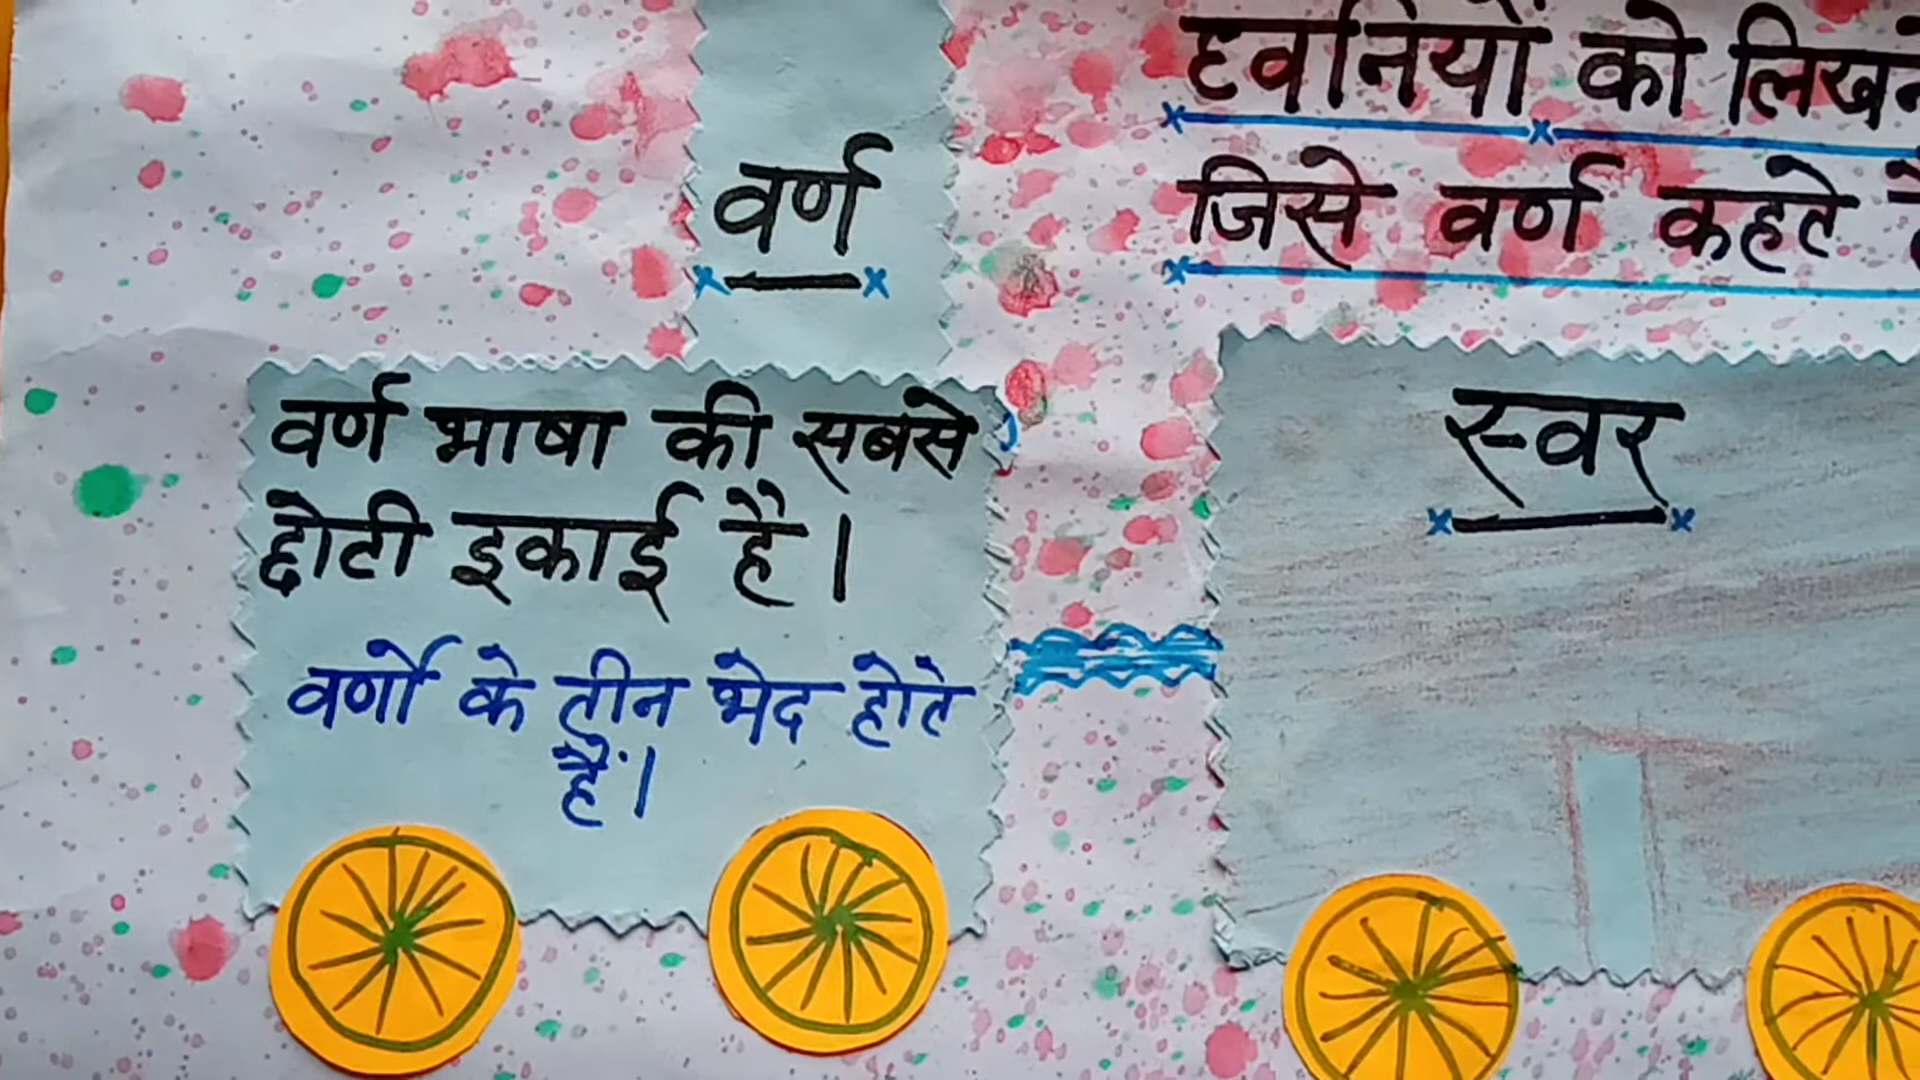 ध्वनियों को
जिसे वर्ण कहते
वर्ण
वर्ण भाषा की सबसे
छोटी इकाई है।
वर्णो के तीन भेद होते
हैं।
स्वर